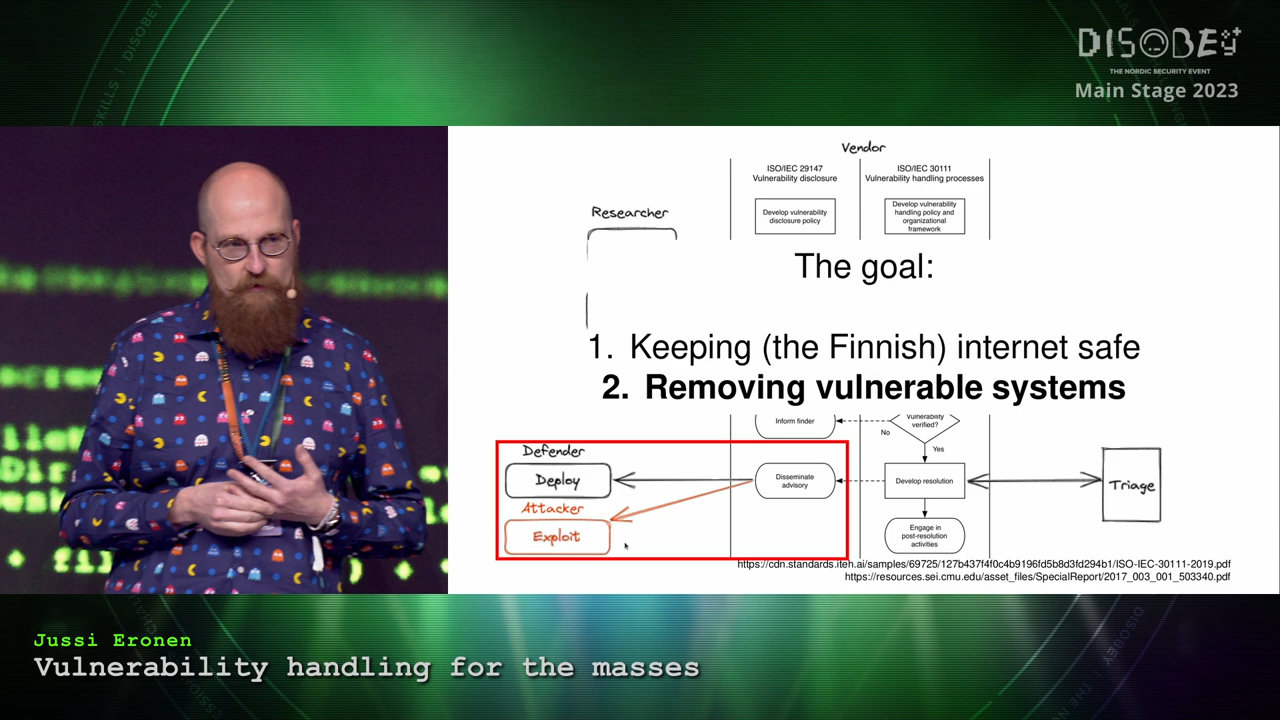 DISOBEY
THE NORDIC SECURITY EVENT
Main Stage 2023
SKILLS | DISOBEY
Vendor
ISO/IEC 29147
Vulnerability disclosure
ISO/IEC 30111
Vulnerability handling processes
Researcher
Develop vulnerability
disclosure policy
Develop vulnerability
handling policy and
organizational
framework
The goal:
1. Keeping (the Finnish) internet safe
2. Removing vulnerable systems
Inform finder
Vulnerability
verified?
No
Yes
Defender
Deploy
Disseminate
advisory
Develop resolution
Triage
Attacker
Exploit
Engage in
post-resolution
activities
https://cdn.standards.iteh.ai/samples/69725/127b437f4f0c4b9196fd5b8d3fd294b1/ISO-IEC-30111-2019.pdf
https://resources.sei.cmu.edu/asset_files/SpecialReport/2017_003_001_503340.pdf
Jussi Eronen
Vulnerability handling for the masses